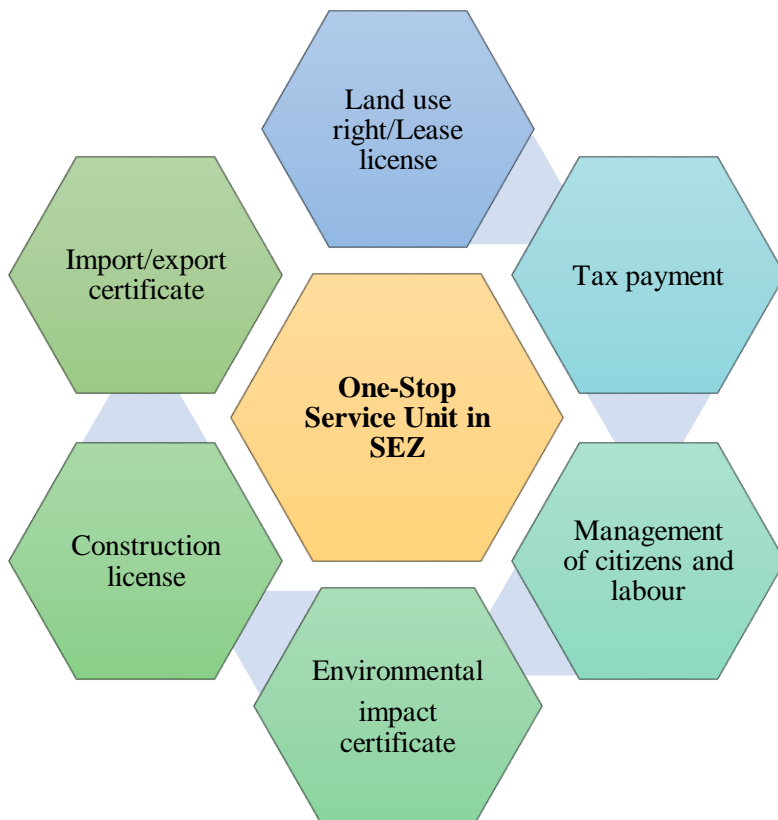 Land use
right/Lease
license
Tax payment
Management
of citizens and
labour
Environmental
impact
certificate
Construction
license
Import/export
certificate
One-Stop
Service Unit in
SEZ